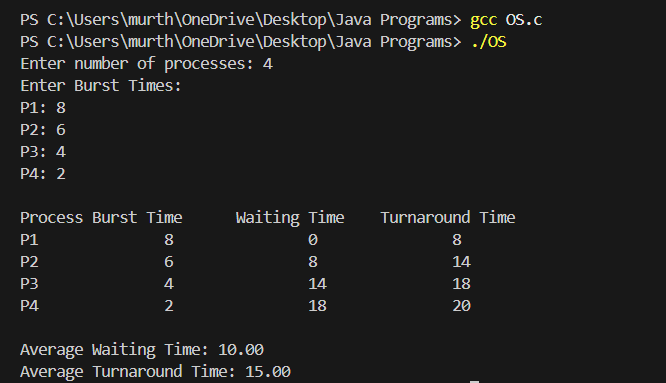 PS C:\Users\murth\OneDrive\Desktop\Java Programs> gcc OS.c
PS C:\Users\murth\OneDrive\Desktop\Java Programs> ./OS
Enter number of processes: 4
Enter Burst Times:
P1: 8
P2: 6
P3: 4
P4: 2
Process Burst Time Waiting Time Turnaround Time
P1 8 0 8
P2 6 8 14
P3 4 14 18
P4 2 18 20
Average Waiting Time: 10.00
Average Turnaround Time: 15.00